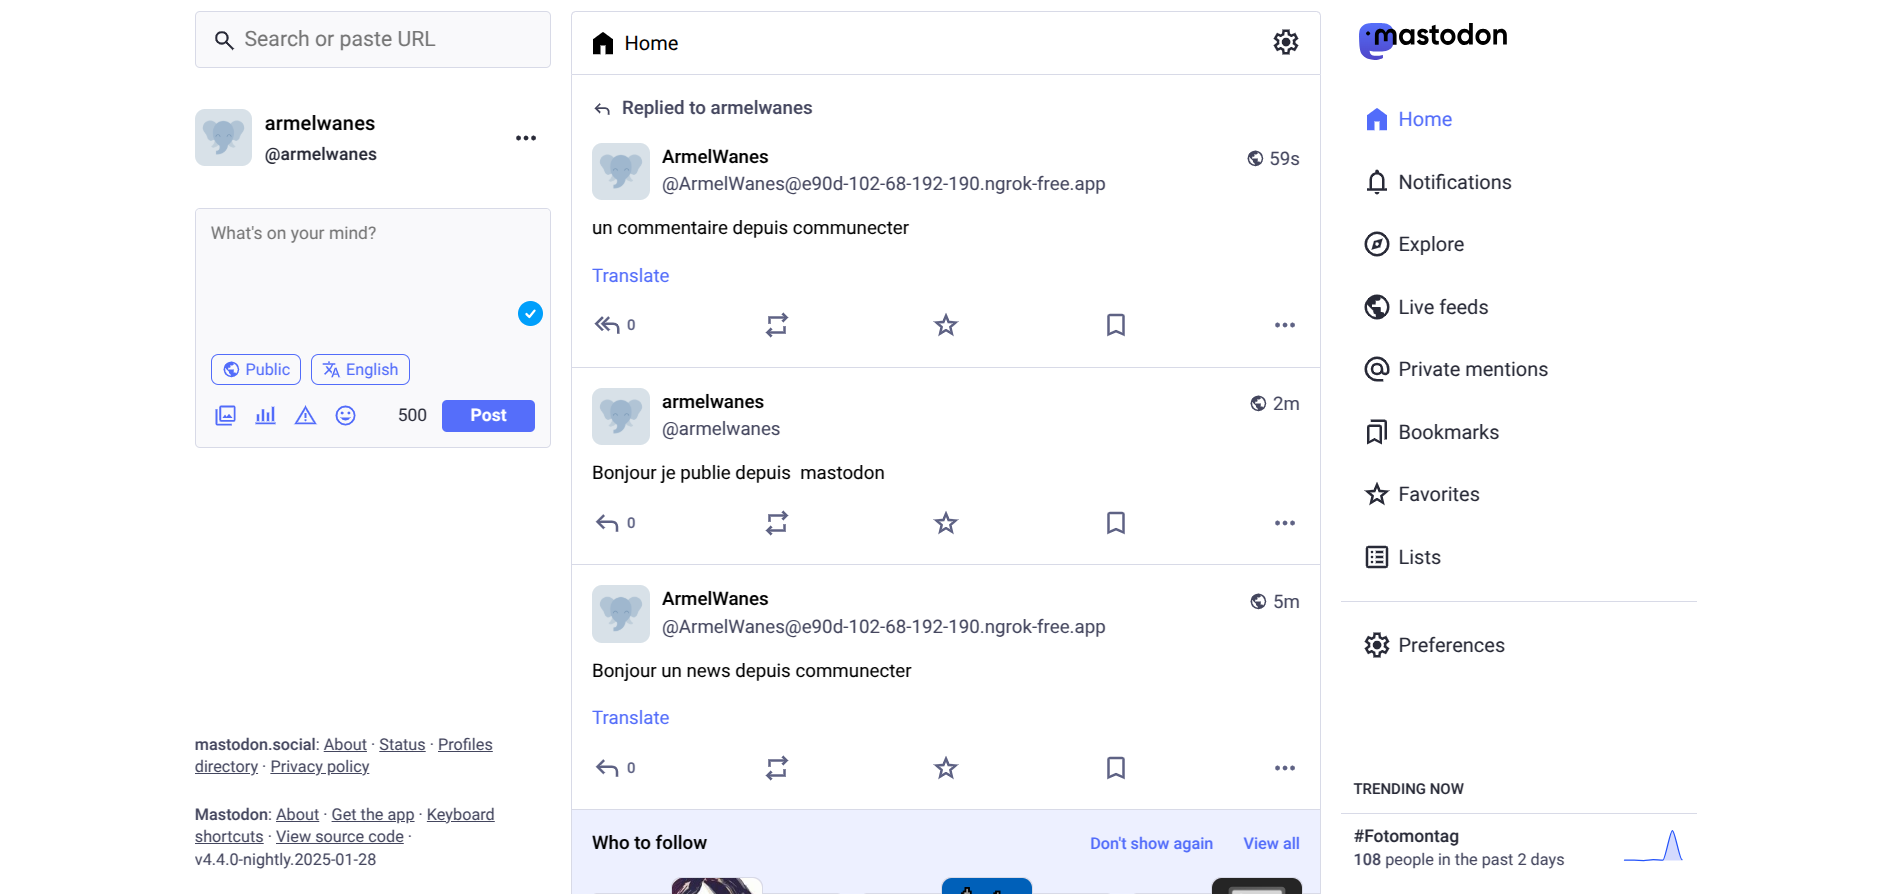 Search or paste URL
armelwanes
@armelwanes
What's on your mind?
Public
English
500
Post
mastodon.social: About · Status · Profiles
directory · Privacy policy
Mastodon: About · Get the app · Keyboard
shortcuts · View source code ·
v4.4.0-nightly.2025-01-28
Home
Replied to armelwanes
ArmelWanes
59s
@ArmelWanes@e90d-102-68-192-190.ngrok-free.app
un commentaire depuis communecter
Translate
0
armelwanes
2m
@armelwanes
Bonjour je publie depuis  mastodon
0
ArmelWanes
5m
@ArmelWanes@e90d-102-68-192-190.ngrok-free.app
Bonjour un news depuis communecter
Translate
0
Who to follow
Don't show again
View all
mastodon
Home
Notifications
Explore
Live feeds
Private mentions
Bookmarks
Favorites
Lists
Preferences
TRENDING NOW
#Fotomontag
108 people in the past 2 days